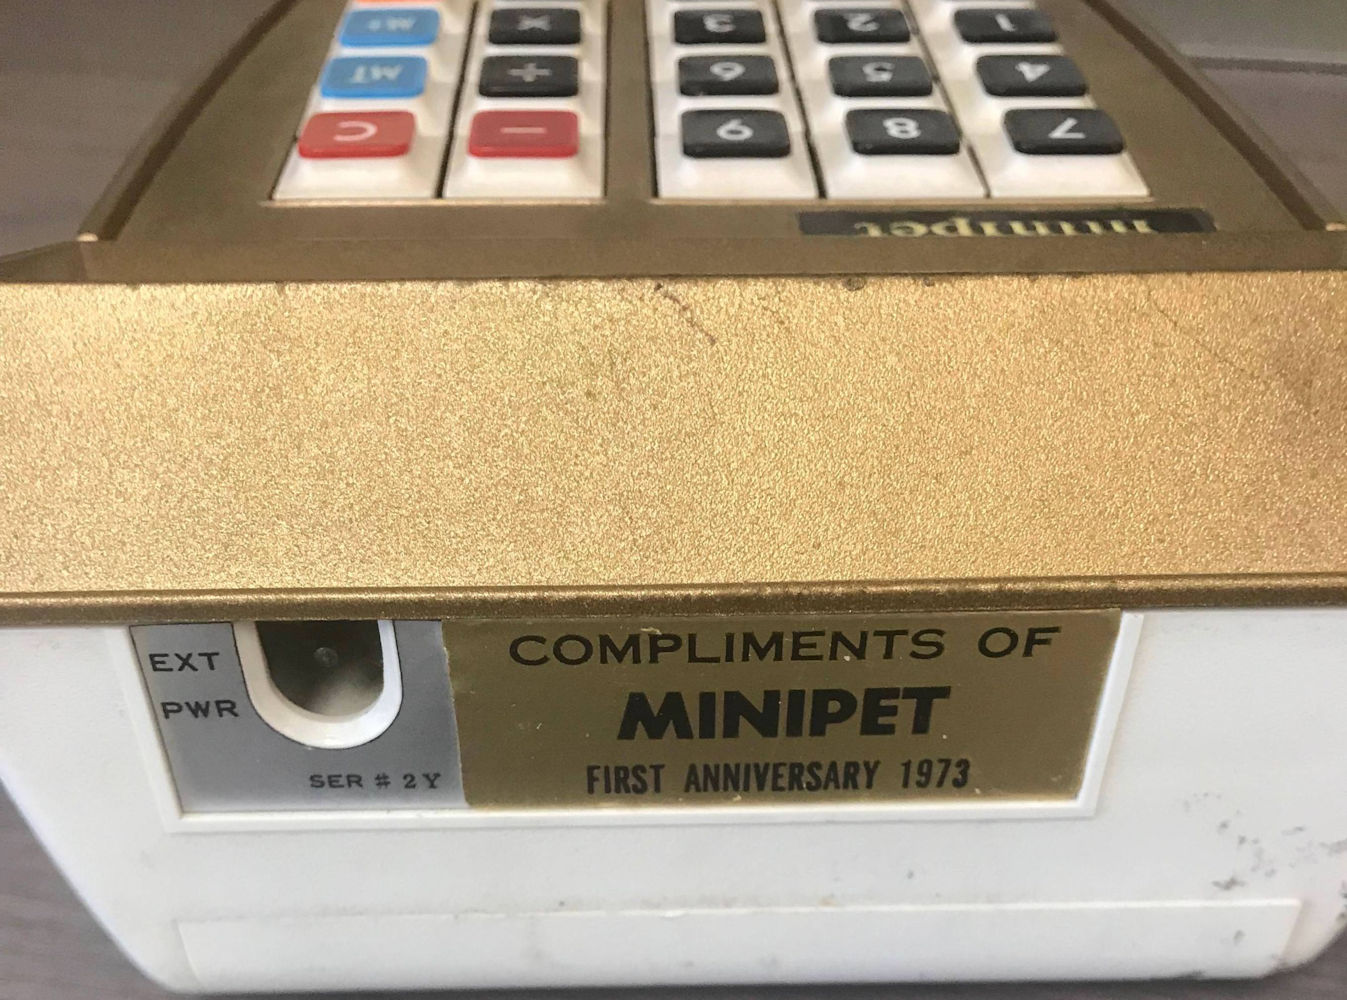 M+ × 3 2 1
MT ÷ 6 5 4
C − 9 8 7
minipet
EXT
PWR
SER # 2Y
COMPLIMENTS OF
MINIPET
FIRST ANNIVERSARY 1973